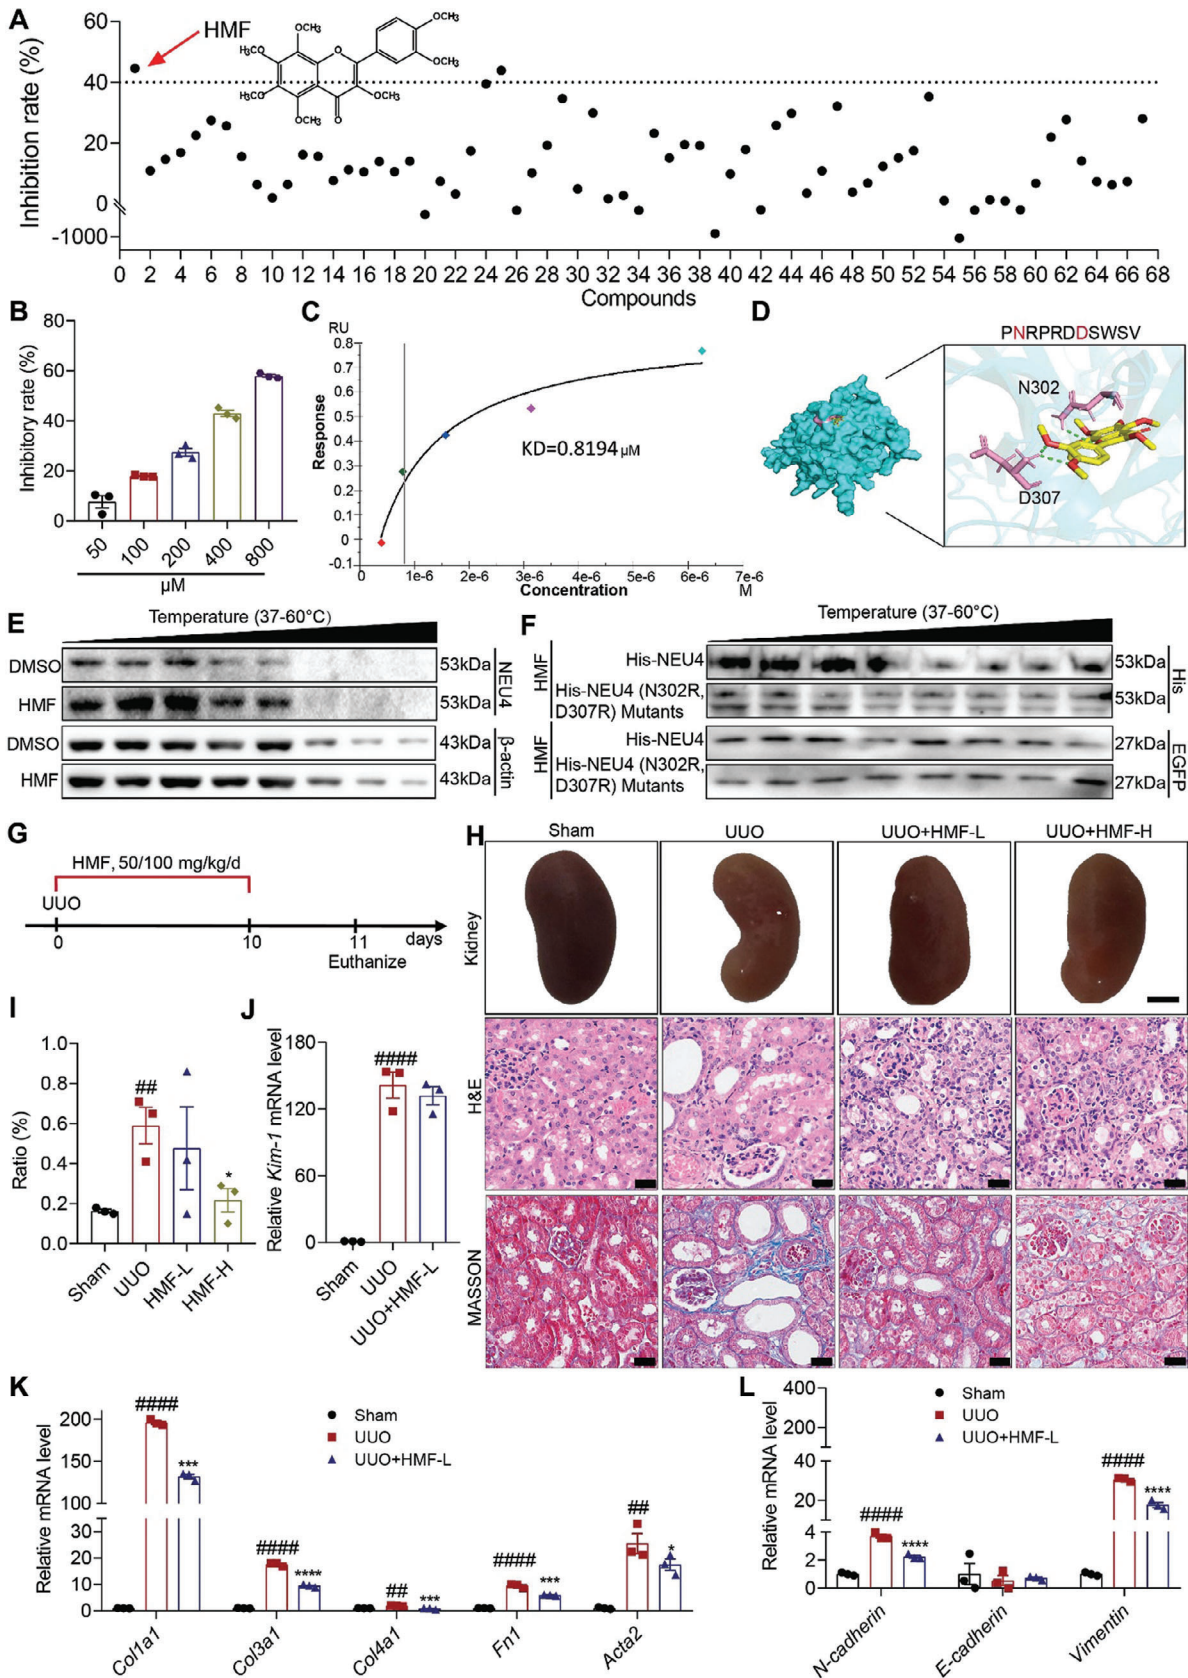 A
Inhibition rate (%)
60
40
20
0
-1000
HMF
OCH₃
OCH₃
H₃CO
H₃CO
OCH₃
O
O
OCH₃
OCH₃
0 2 4 6 8 10 12 14 16 18 20 22 24 26 28 30 32 34 36 38 40 42 44 46 48 50 52 54 56 58 60 62 64 66 68
Compounds
B
Inhibitory rate (%)
80
60
40
20
0
50 100 200 400 800
µM
C
RU
Response
0.8
0.7
0.6
0.5
0.4
0.3
0.2
0.1
0
-0.1
KD=0.8194 µM
0 1e-6 2e-6 3e-6 4e-6 5e-6 6e-6 7e-6
Concentration
M
D
PNRPRDDSWSV
N302
D307
E
Temperature (37-60°C)
DMSO 53kDa
HMF 53kDa
NEU4
DMSO 43kDa
HMF 43kDa
β-actin
F
Temperature (37-60°C)
HMF
His-NEU4 53kDa
His-NEU4 (N302R,
D307R) Mutants 53kDa
His
HMF
His-NEU4 27kDa
His-NEU4 (N302R,
D307R) Mutants 27kDa
EGFP
G
HMF, 50/100 mg/kg/d
UUO
0 10 11 days
Euthanize
H
Sham UUO UUO+HMF-L UUO+HMF-H
Kidney
H&E
MASSON
I
Ratio (%)
1.0
0.8
0.6
0.4
0.2
0.0
##
*
Sham UUO HMF-L HMF-H
J
Relative Kim-1 mRNA level
180
120
60
0
####
Sham UUO UUO+HMF-L
K
Relative mRNA level
200
150
100
30
20
10
0
Sham
UUO
UUO+HMF-L
#### ***
#### ****
## ***
#### ***
## *
Col1a1 Col3a1 Col4a1 Fn1 Acta2
L
Relative mRNA level
400
300
200
40
20
4
2
0
Sham
UUO
UUO+HMF-L
#### ****
#### ****
N-cadherin E-cadherin Vimentin